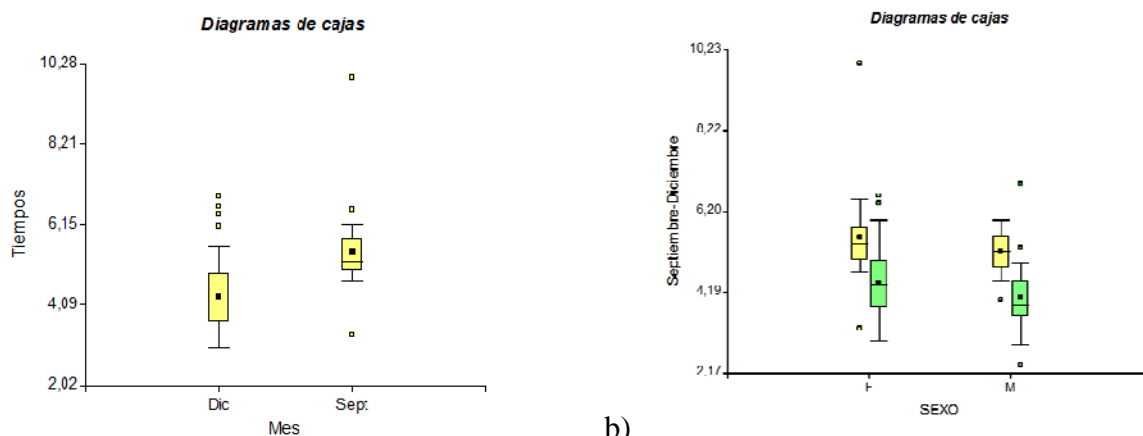 Diagramas de cajas
10,28
8,21
6,15
4,09
2,02
Tiempos
Dic
Sept
Mes
b)
Diagramas de cajas
10,23
8,22
6,20
4,19
2,17
Septiembre-Diciembre
F
M
SEXO